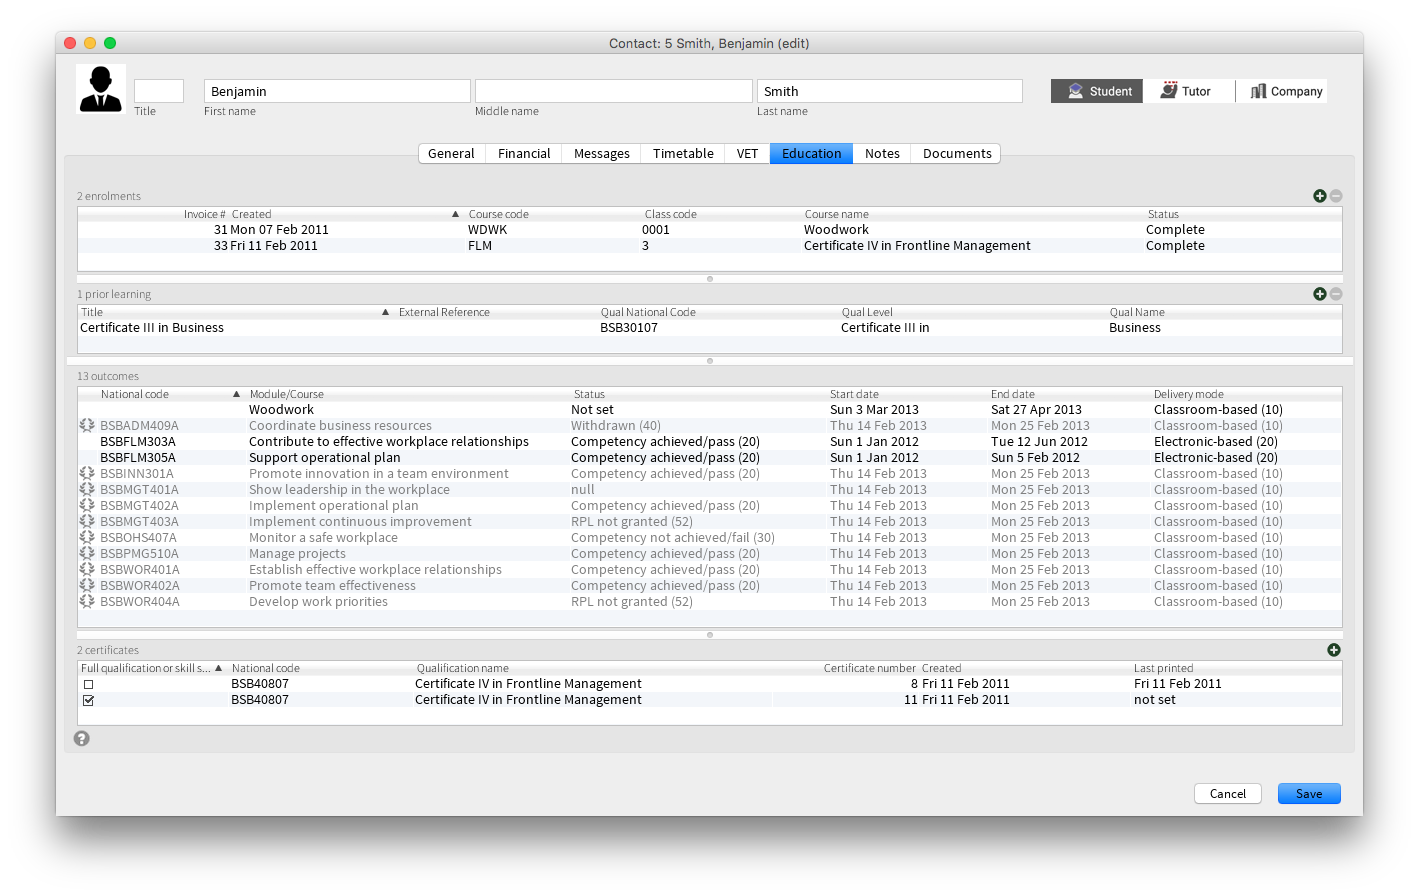 Contact: 5 Smith, Benjamin (edit)
Benjamin Smith
Title First name Middle name Last name
Student Tutor Company
General Financial Messages Timetable VET Education Notes Documents
2 enrolments
Invoice # Created Course code Class code Course name Status
31 Mon 07 Feb 2011 WDWK 0001 Woodwork Complete
33 Fri 11 Feb 2011 FLM 3 Certificate IV in Frontline Management Complete
1 prior learning
Title External Reference Qual National Code Qual Level Qual Name
Certificate III in Business BSB30107 Certificate III in Business
13 outcomes
National code Module/Course Status Start date End date Delivery mode
Woodwork Not set Sun 3 Mar 2013 Sat 27 Apr 2013 Classroom-based (10)
BSBADM409A Coordinate business resources Withdrawn (40) Thu 14 Feb 2013 Mon 25 Feb 2013 Classroom-based (10)
BSBFLM303A Contribute to effective workplace relationships Competency achieved/pass (20) Sun 1 Jan 2012 Tue 12 Jun 2012 Electronic-based (20)
BSBFLM305A Support operational plan Competency achieved/pass (20) Sun 1 Jan 2012 Sun 5 Feb 2012 Electronic-based (20)
BSBINN301A Promote innovation in a team environment Competency achieved/pass (20) Thu 14 Feb 2013 Mon 25 Feb 2013 Classroom-based (10)
BSBMGT401A Show leadership in the workplace null Thu 14 Feb 2013 Mon 25 Feb 2013 Classroom-based (10)
BSBMGT402A Implement operational plan Competency achieved/pass (20) Thu 14 Feb 2013 Mon 25 Feb 2013 Classroom-based (10)
BSBMGT403A Implement continuous improvement RPL not granted (52) Thu 14 Feb 2013 Mon 25 Feb 2013 Classroom-based (10)
BSBOHS407A Monitor a safe workplace Competency not achieved/fail (30) Thu 14 Feb 2013 Mon 25 Feb 2013 Classroom-based (10)
BSBPMG510A Manage projects Competency achieved/pass (20) Thu 14 Feb 2013 Mon 25 Feb 2013 Classroom-based (10)
BSBWOR401A Establish effective workplace relationships Competency achieved/pass (20) Thu 14 Feb 2013 Mon 25 Feb 2013 Classroom-based (10)
BSBWOR402A Promote team effectiveness Competency achieved/pass (20) Thu 14 Feb 2013 Mon 25 Feb 2013 Classroom-based (10)
BSBWOR404A Develop work priorities RPL not granted (52) Thu 14 Feb 2013 Mon 25 Feb 2013 Classroom-based (10)
2 certificates
Full qualification or skill s... National code Qualification name Certificate number Created Last printed
BSB40807 Certificate IV in Frontline Management 8 Fri 11 Feb 2011 Fri 11 Feb 2011
BSB40807 Certificate IV in Frontline Management 11 Fri 11 Feb 2011 not set
?
Cancel Save